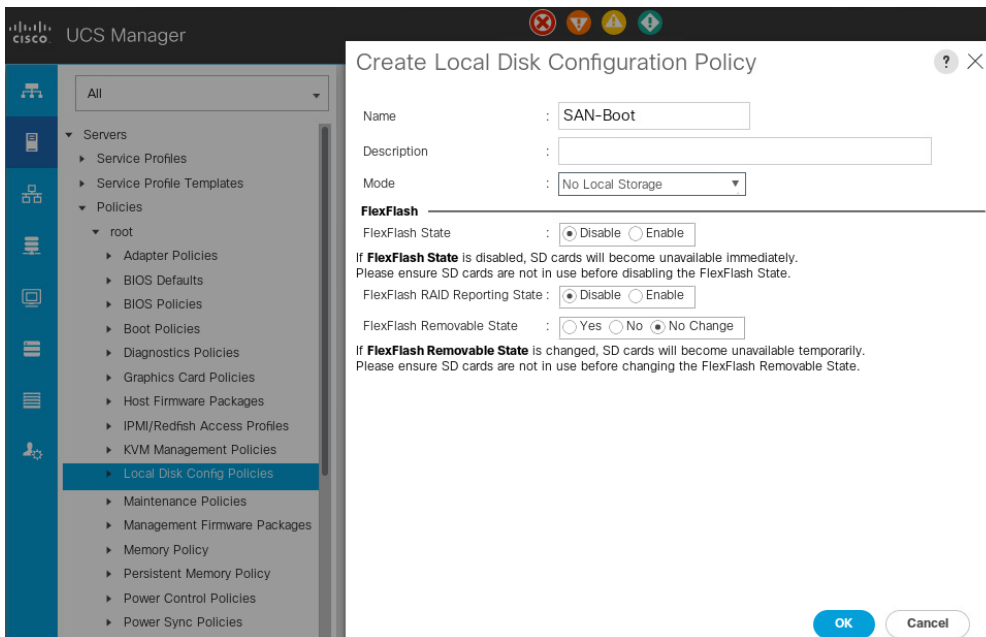 CISCO
UCS Manager
All
Servers
Service Profiles
Service Profile Templates
Policies
root
Adapter Policies
BIOS Defaults
BIOS Policies
Boot Policies
Diagnostics Policies
Graphics Card Policies
Host Firmware Packages
IPMI/Redfish Access Profiles
KVM Management Policies
Local Disk Config Policies
Maintenance Policies
Management Firmware Packages
Memory Policy
Persistent Memory Policy
Power Control Policies
Power Sync Policies
Create Local Disk Configuration Policy ?
Name : SAN-Boot
Description :
Mode : No Local Storage
FlexFlash
FlexFlash State : Disable Enable
If FlexFlash State is disabled, SD cards will become unavailable immediately.
Please ensure SD cards are not in use before disabling the FlexFlash State.
FlexFlash RAID Reporting State : Disable Enable
FlexFlash Removable State : Yes No No Change
If FlexFlash Removable State is changed, SD cards will become unavailable temporarily.
Please ensure SD cards are not in use before changing the FlexFlash Removable State.
OK Cancel